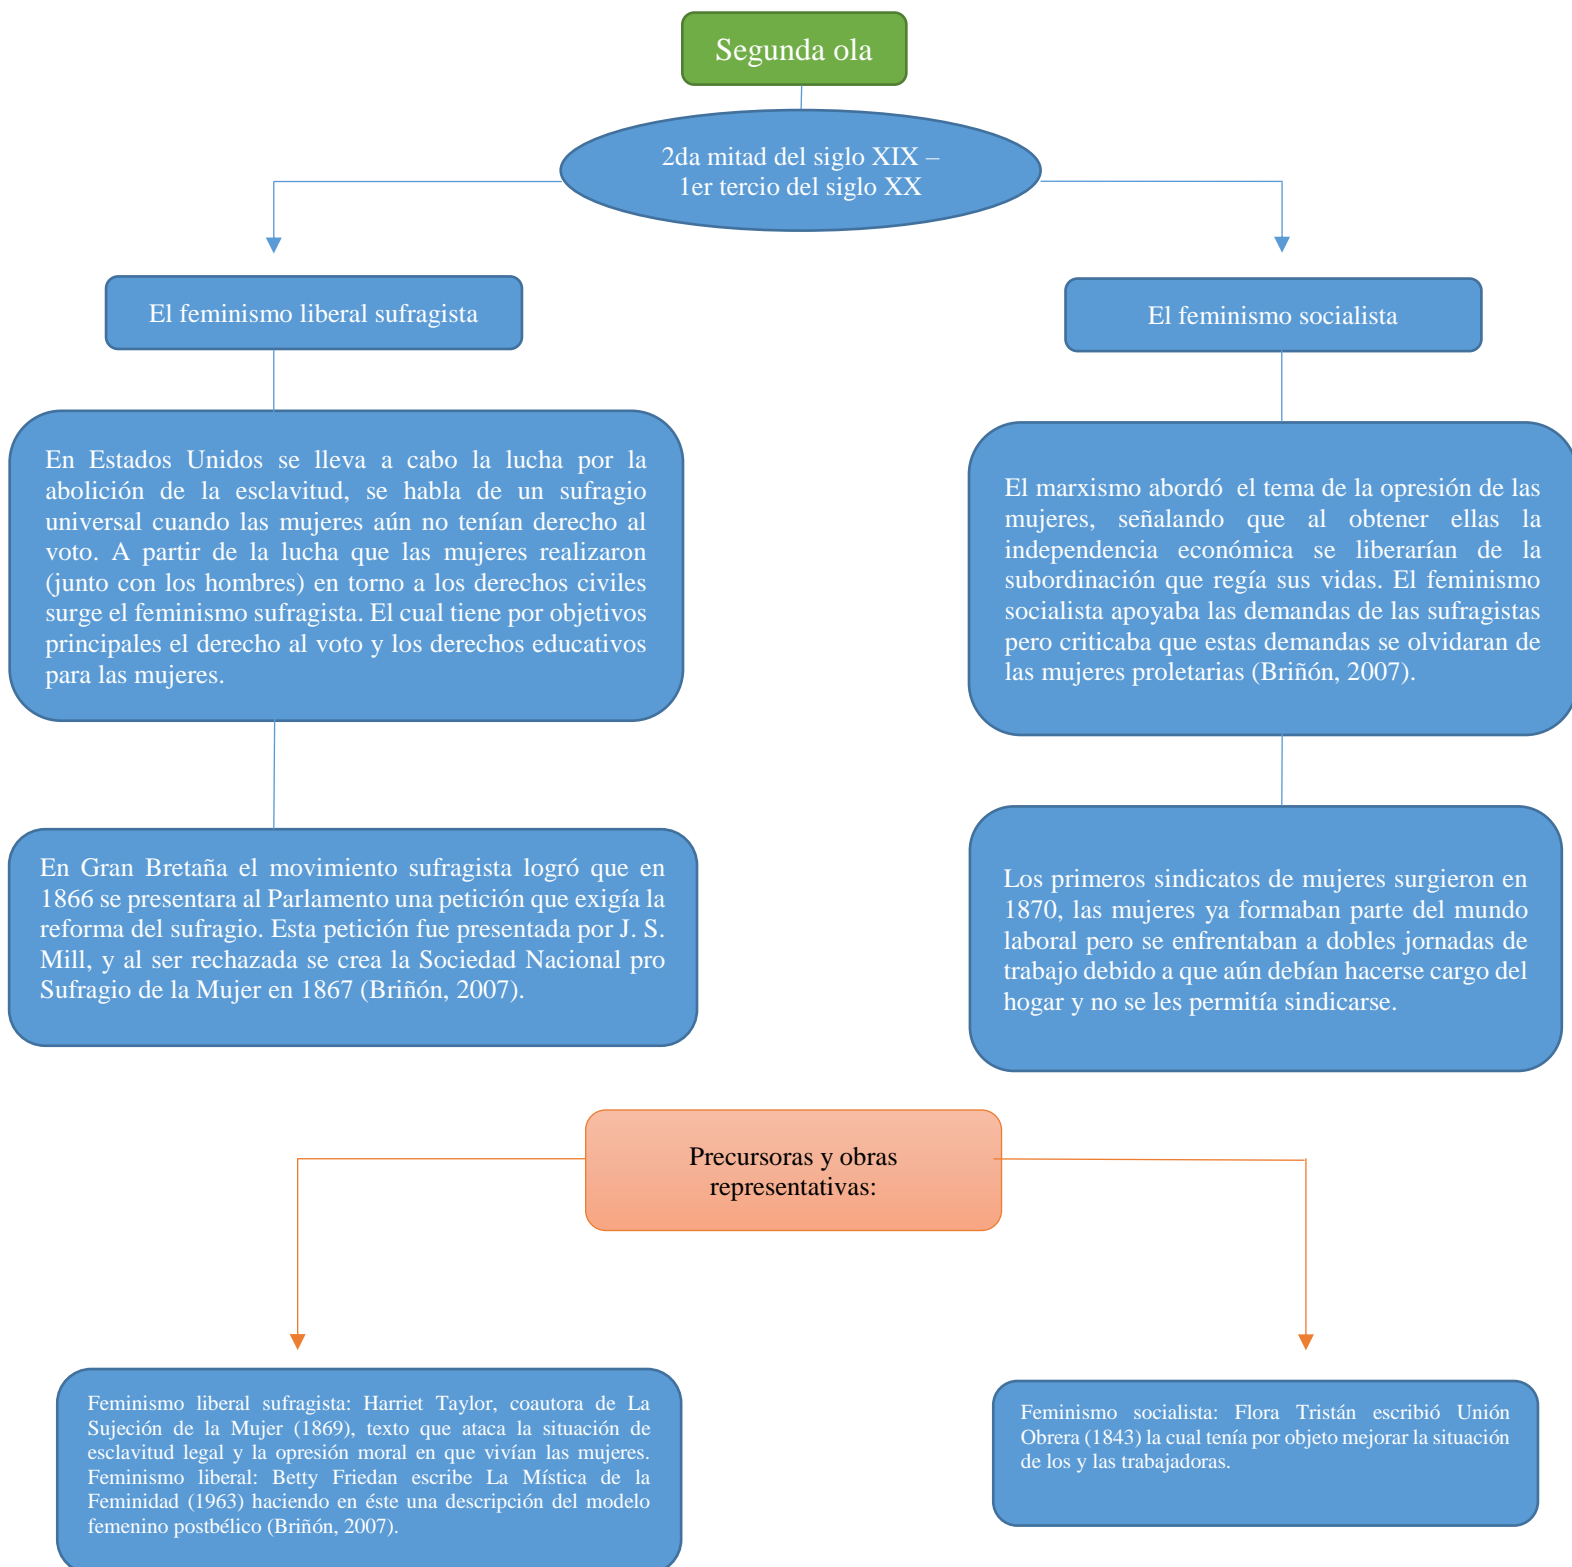 Segunda ola
2da mitad del siglo XIX –
1er tercio del siglo XX
El feminismo liberal sufragista
El feminismo socialista
En Estados Unidos se lleva a cabo la lucha por la
abolición de la esclavitud, se habla de un sufragio
universal cuando las mujeres aún no tenían derecho al
voto. A partir de la lucha que las mujeres realizaron
(junto con los hombres) en torno a los derechos civiles
surge el feminismo sufragista. El cual tiene por objetivos
principales el derecho al voto y los derechos educativos
para las mujeres.
El marxismo abordó  el tema de la opresión de las
mujeres, señalando que al obtener ellas la
independencia económica se liberarían de la
subordinación que regía sus vidas. El feminismo
socialista apoyaba las demandas de las sufragistas
pero criticaba que estas demandas se olvidaran de
las mujeres proletarias (Briñón, 2007).
En Gran Bretaña el movimiento sufragista logró que en
1866 se presentara al Parlamento una petición que exigía la
reforma del sufragio. Esta petición fue presentada por J. S.
Mill, y al ser rechazada se crea la Sociedad Nacional pro
Sufragio de la Mujer en 1867 (Briñón, 2007).
Los primeros sindicatos de mujeres surgieron en
1870, las mujeres ya formaban parte del mundo
laboral pero se enfrentaban a dobles jornadas de
trabajo debido a que aún debían hacerse cargo del
hogar y no se les permitía sindicarse.
Precursoras y obras
representativas:
Feminismo liberal sufragista: Harriet Taylor, coautora de La
Sujeción de la Mujer (1869), texto que ataca la situación de
esclavitud legal y la opresión moral en que vivían las mujeres.
Feminismo liberal: Betty Friedan escribe La Mística de la
Feminidad (1963) haciendo en éste una descripción del modelo
femenino postbélico (Briñón, 2007).
Feminismo socialista: Flora Tristán escribió Unión
Obrera (1843) la cual tenía por objeto mejorar la situación
de los y las trabajadoras.